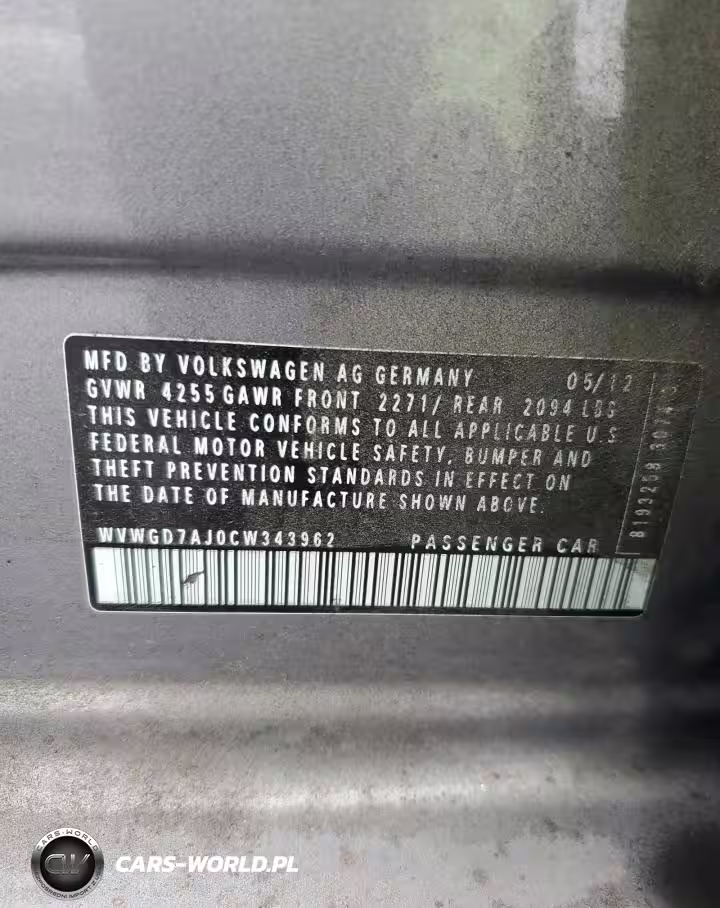 MFD BY VOLKSWAGEN AG GERMANY 05/12
GVWR 4255 GAWR FRONT 2271/ REAR 2094 LBS
THIS VEHICLE CONFORMS TO ALL APPLICABLE U.S
FEDERAL MOTOR VEHICLE SAFETY, BUMPER AND
THEFT PREVENTION STANDARDS IN EFFECT ON
THE DATE OF MANUFACTURE SHOWN ABOVE.
WVWGD7AJ0CW343962 PASSENGER CAR
CARS-WORLD
CARS-WORLD.PL